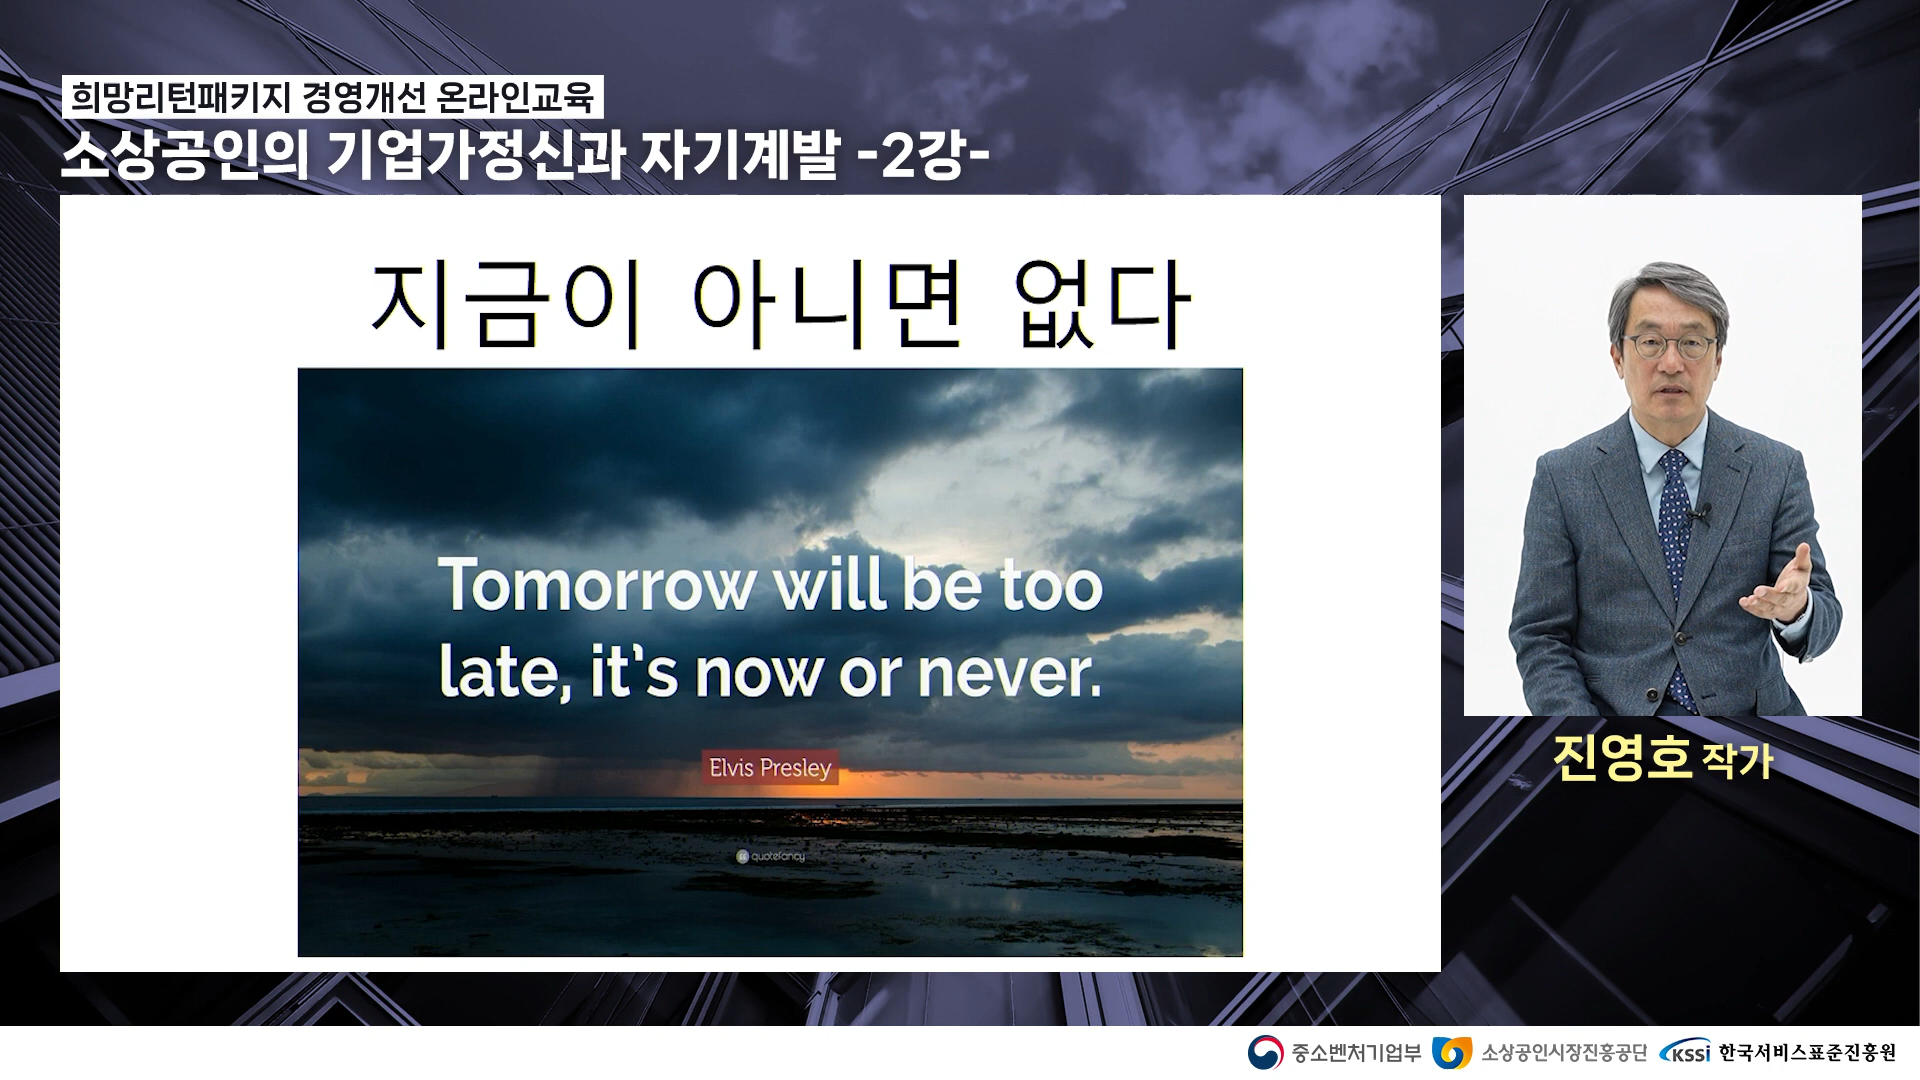 희망리턴패키지 경영개선 온라인교육
소상공인의 기업가정신과 자기계발 -2강-
지금이 아니면 없다
Tomorrow will be too
late, it's now or never.
Elvis Presley
quotefancy
진영호 작가
중소벤처기업부 소상공인시장진흥공단 KSSi 한국서비스표준진흥원